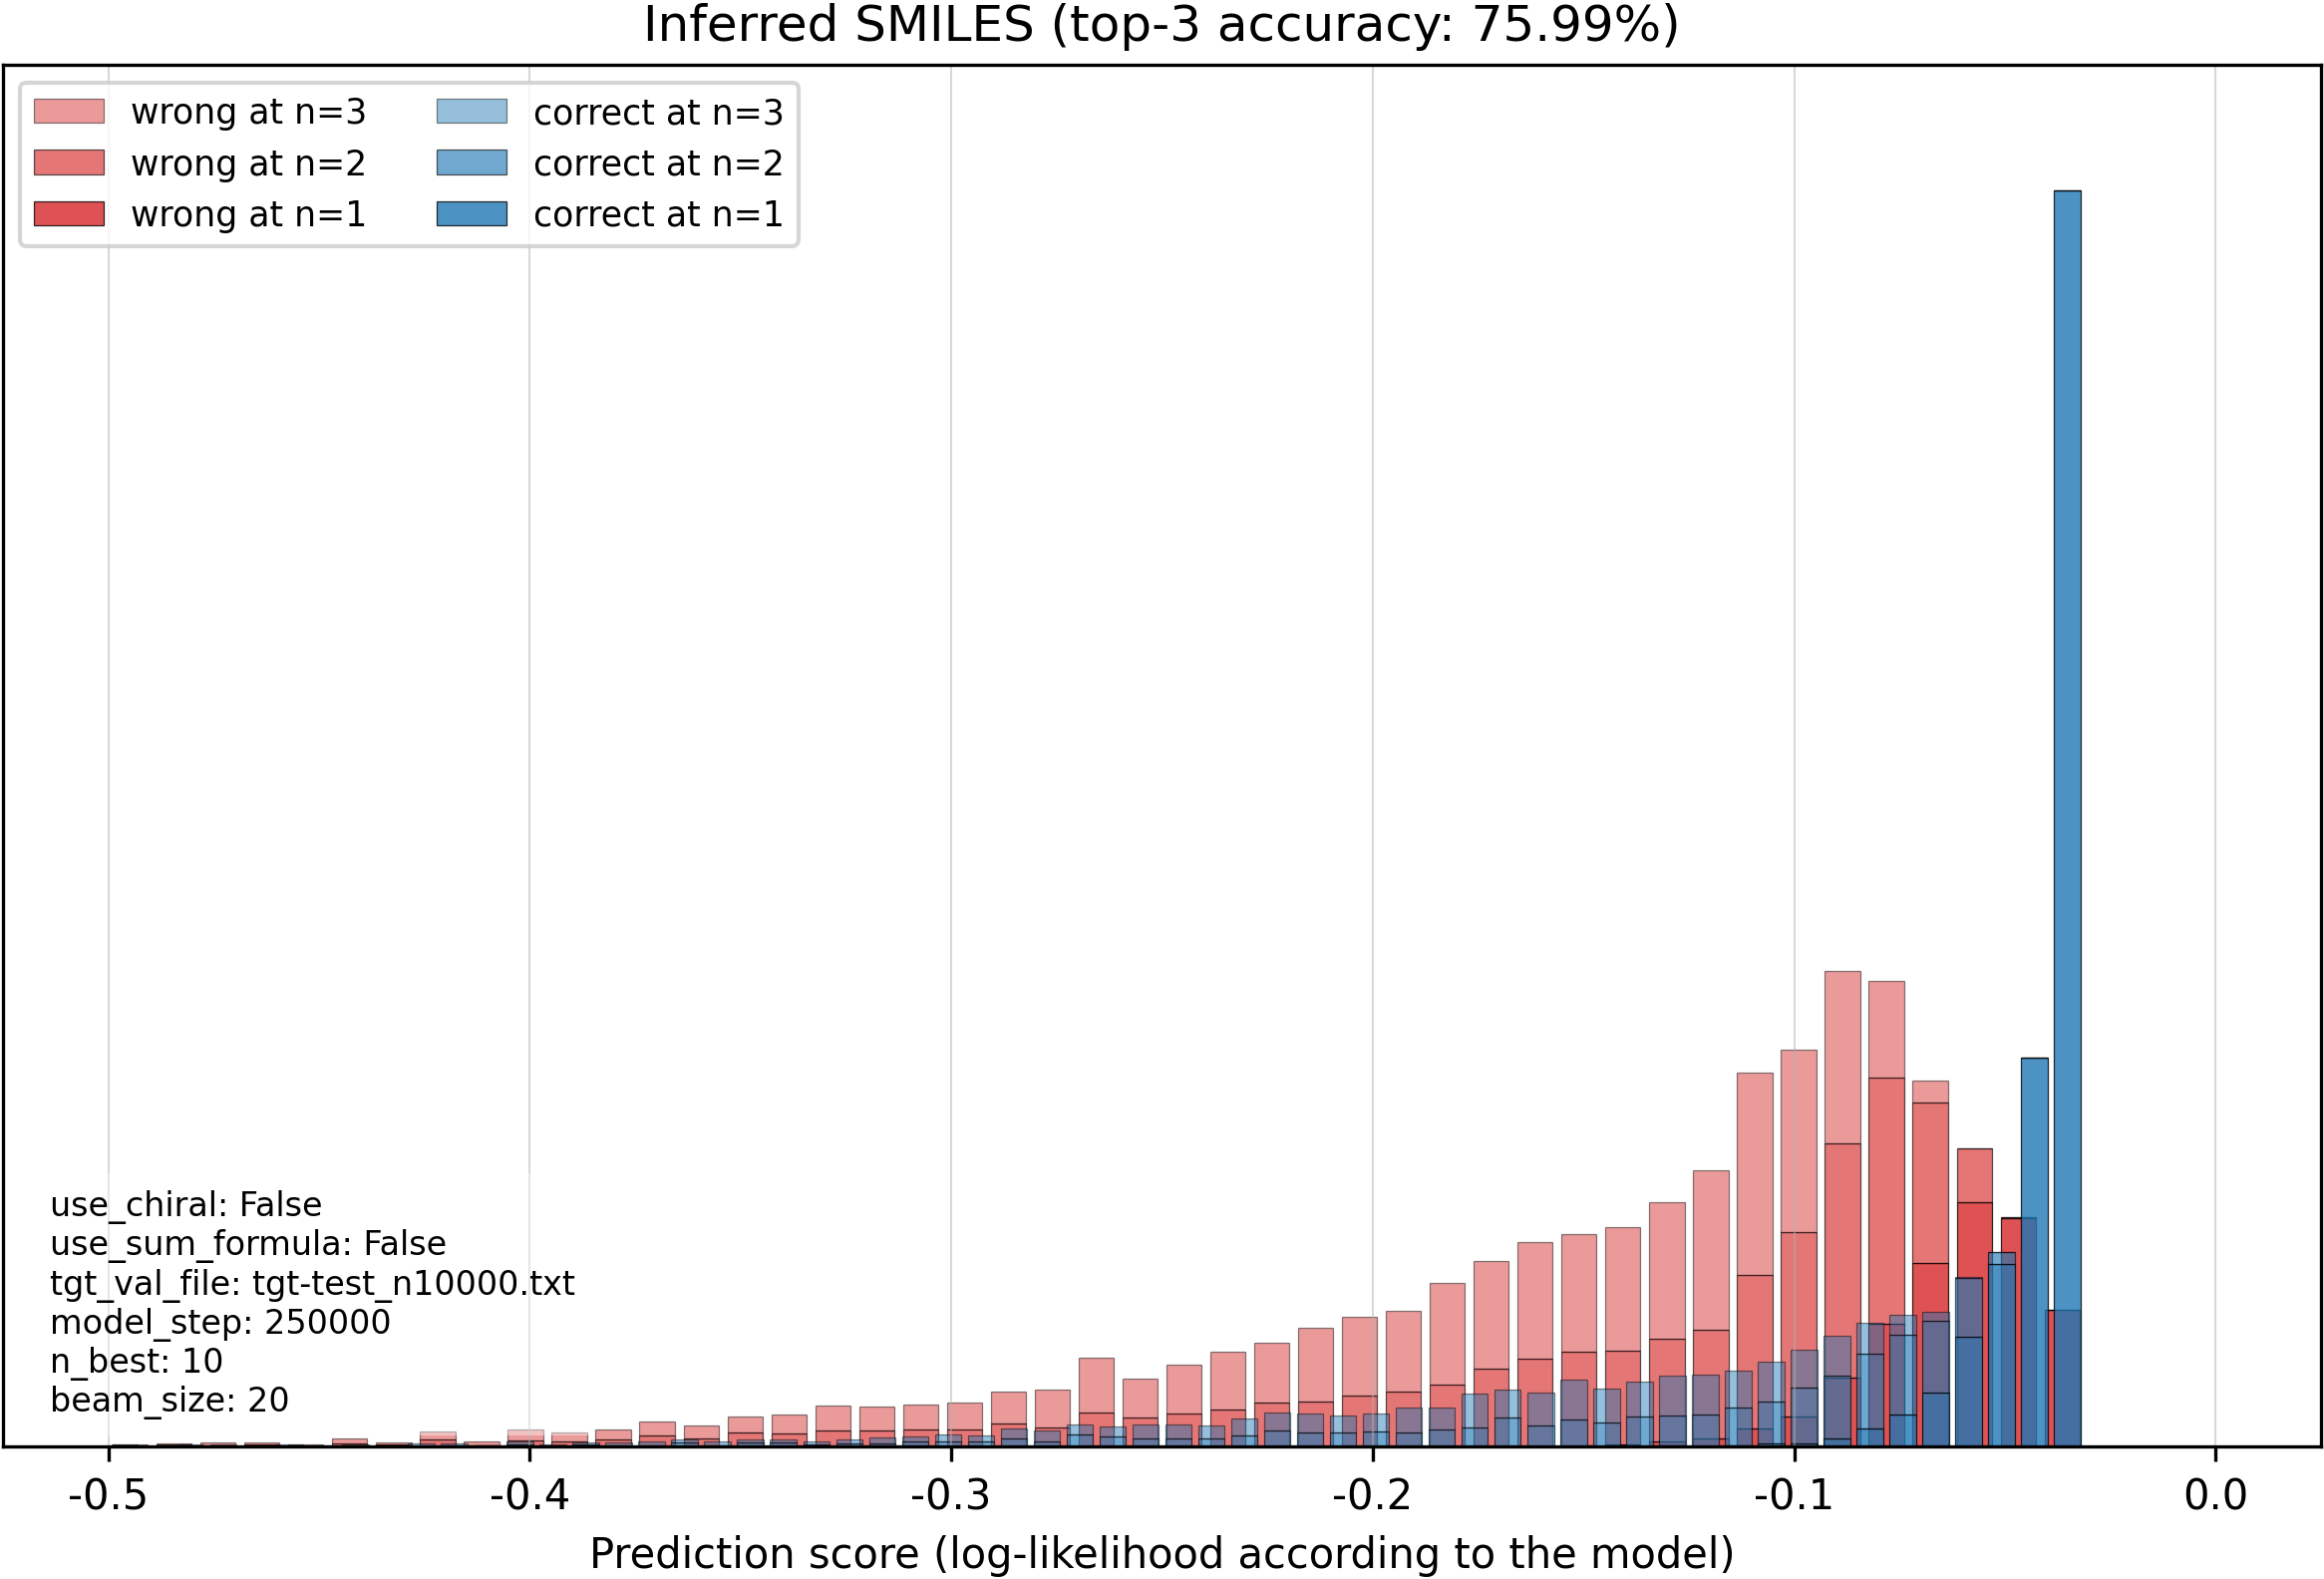 Inferred SMILES (top-3 accuracy: 75.99%)
wrong at n=3
wrong at n=2
wrong at n=1
correct at n=3
correct at n=2
correct at n=1
use_chiral: False
use_sum_formula: False
tgt_val_file: tgt-test_n10000.txt
model_step: 250000
n_best: 10
beam_size: 20
-0.5 -0.4 -0.3 -0.2 -0.1 0.0
Prediction score (log-likelihood according to the model)